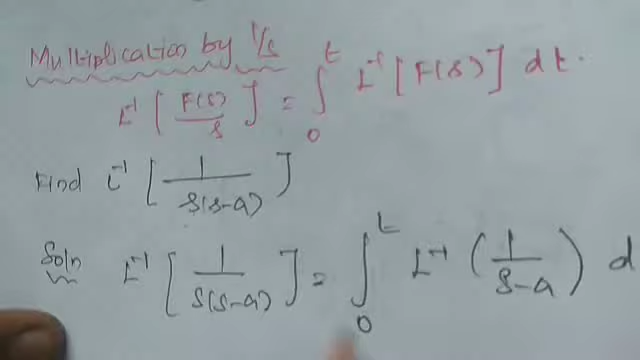 Multiplication by 1/s
L⁻¹ [ F(s)/s ] = ∫₀ᵗ L⁻¹ [F(s)] dt.
Find L⁻¹ [ 1/s(s-a) ]
Soln L⁻¹ [ 1/s(s-a) ] = ∫₀ᵗ L⁻¹ ( 1/s-a ) d